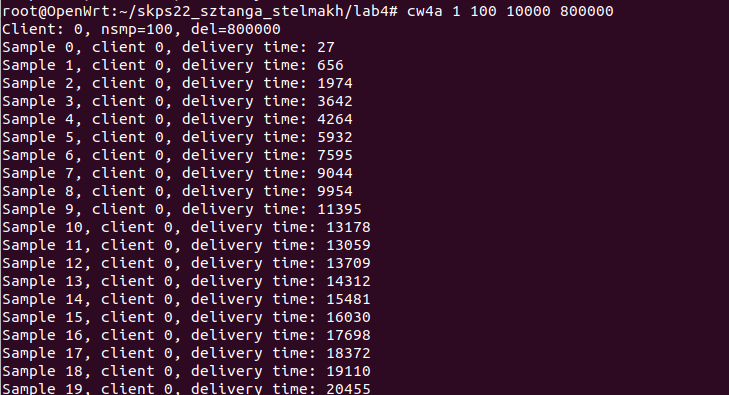 root@OpenWrt:~/skps22_sztanga_stelmakh/lab4# cw4a 1 100 10000 800000
Client: 0, nsmp=100, del=800000
Sample 0, client 0, delivery time: 27
Sample 1, client 0, delivery time: 656
Sample 2, client 0, delivery time: 1974
Sample 3, client 0, delivery time: 3642
Sample 4, client 0, delivery time: 4264
Sample 5, client 0, delivery time: 5932
Sample 6, client 0, delivery time: 7595
Sample 7, client 0, delivery time: 9044
Sample 8, client 0, delivery time: 9954
Sample 9, client 0, delivery time: 11395
Sample 10, client 0, delivery time: 13178
Sample 11, client 0, delivery time: 13059
Sample 12, client 0, delivery time: 13709
Sample 13, client 0, delivery time: 14312
Sample 14, client 0, delivery time: 15481
Sample 15, client 0, delivery time: 16030
Sample 16, client 0, delivery time: 17698
Sample 17, client 0, delivery time: 18372
Sample 18, client 0, delivery time: 19110
Sample 19, client 0, delivery time: 20455